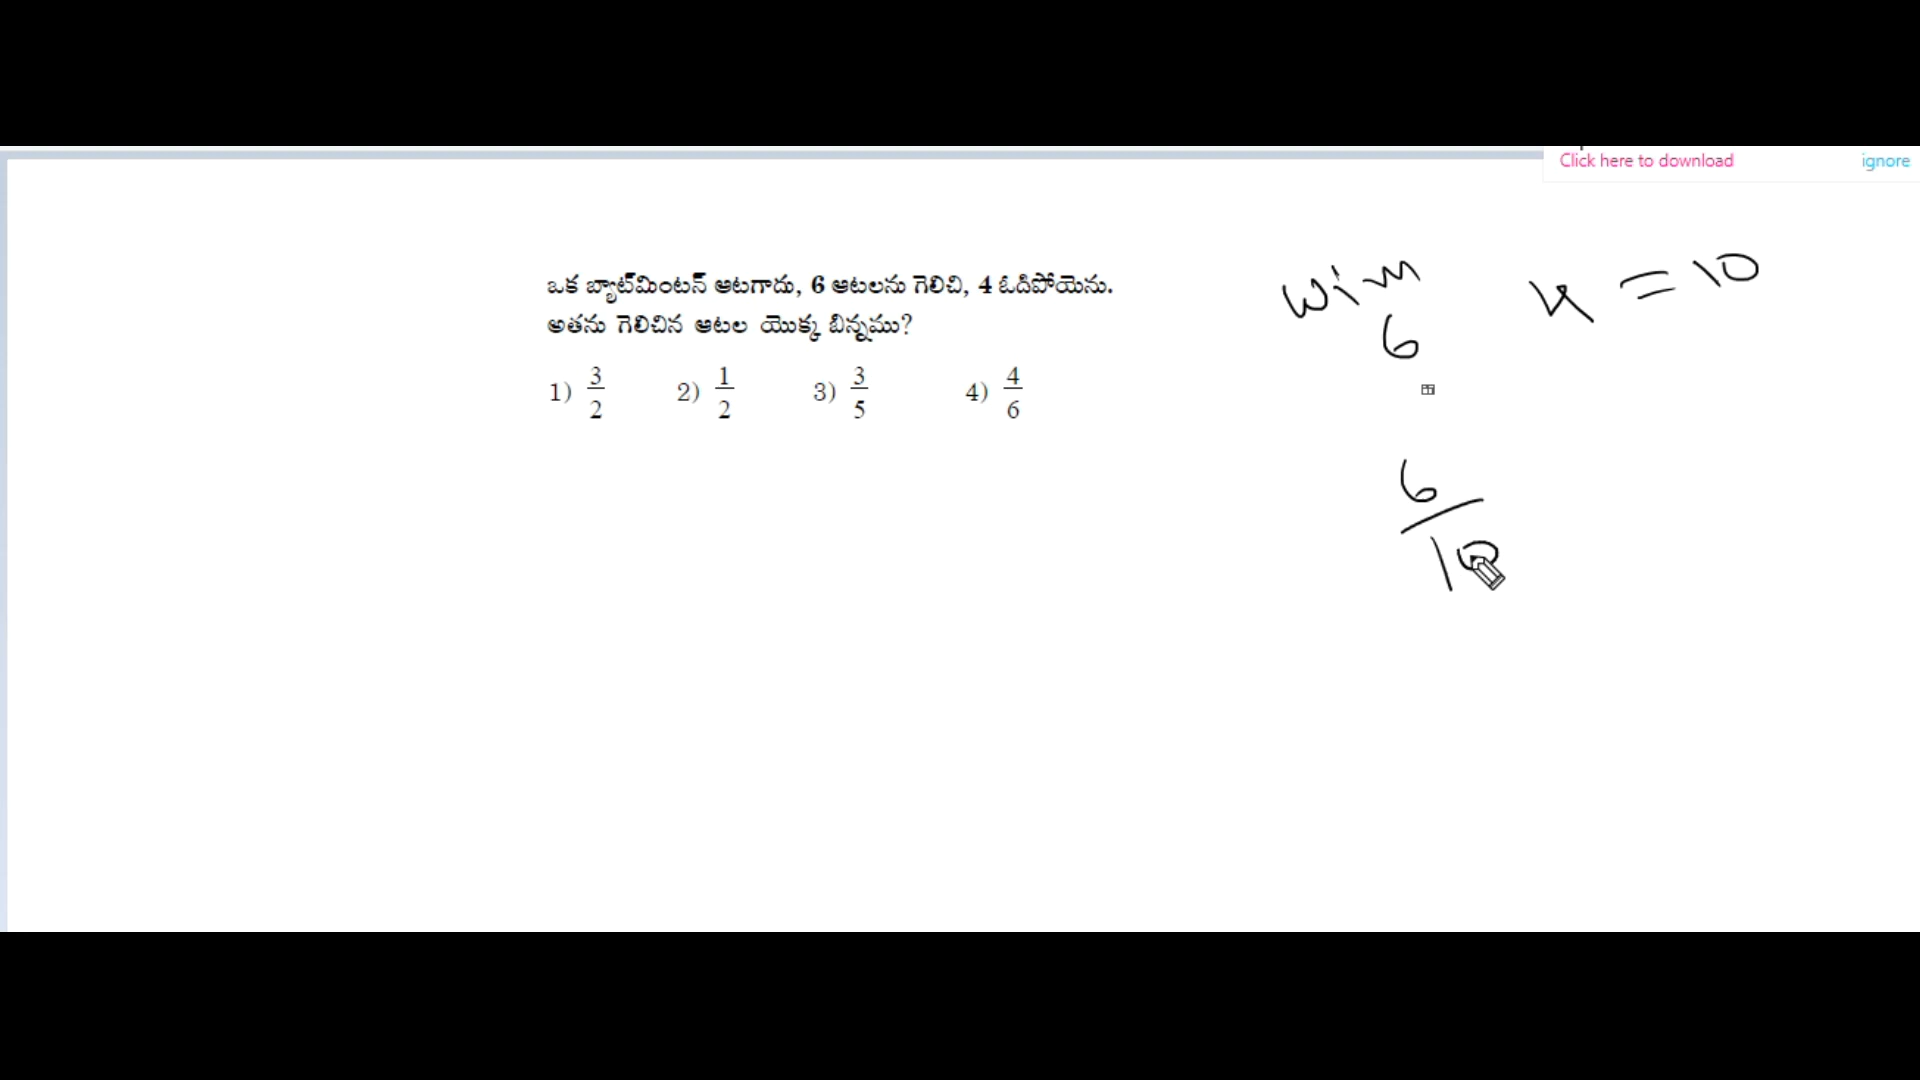 Click here to download ignore
ఒక బ్యాట్‌మింటన్ ఆటగాడు, 6 ఆటలను గెలిచి, 4 ఓడిపోయెను.
అతను గెలిచిన ఆటల యొక్క బిన్నము?
1) 3/2 2) 1/2 3) 3/5 4) 4/6
win 4 = 10
6
6/10